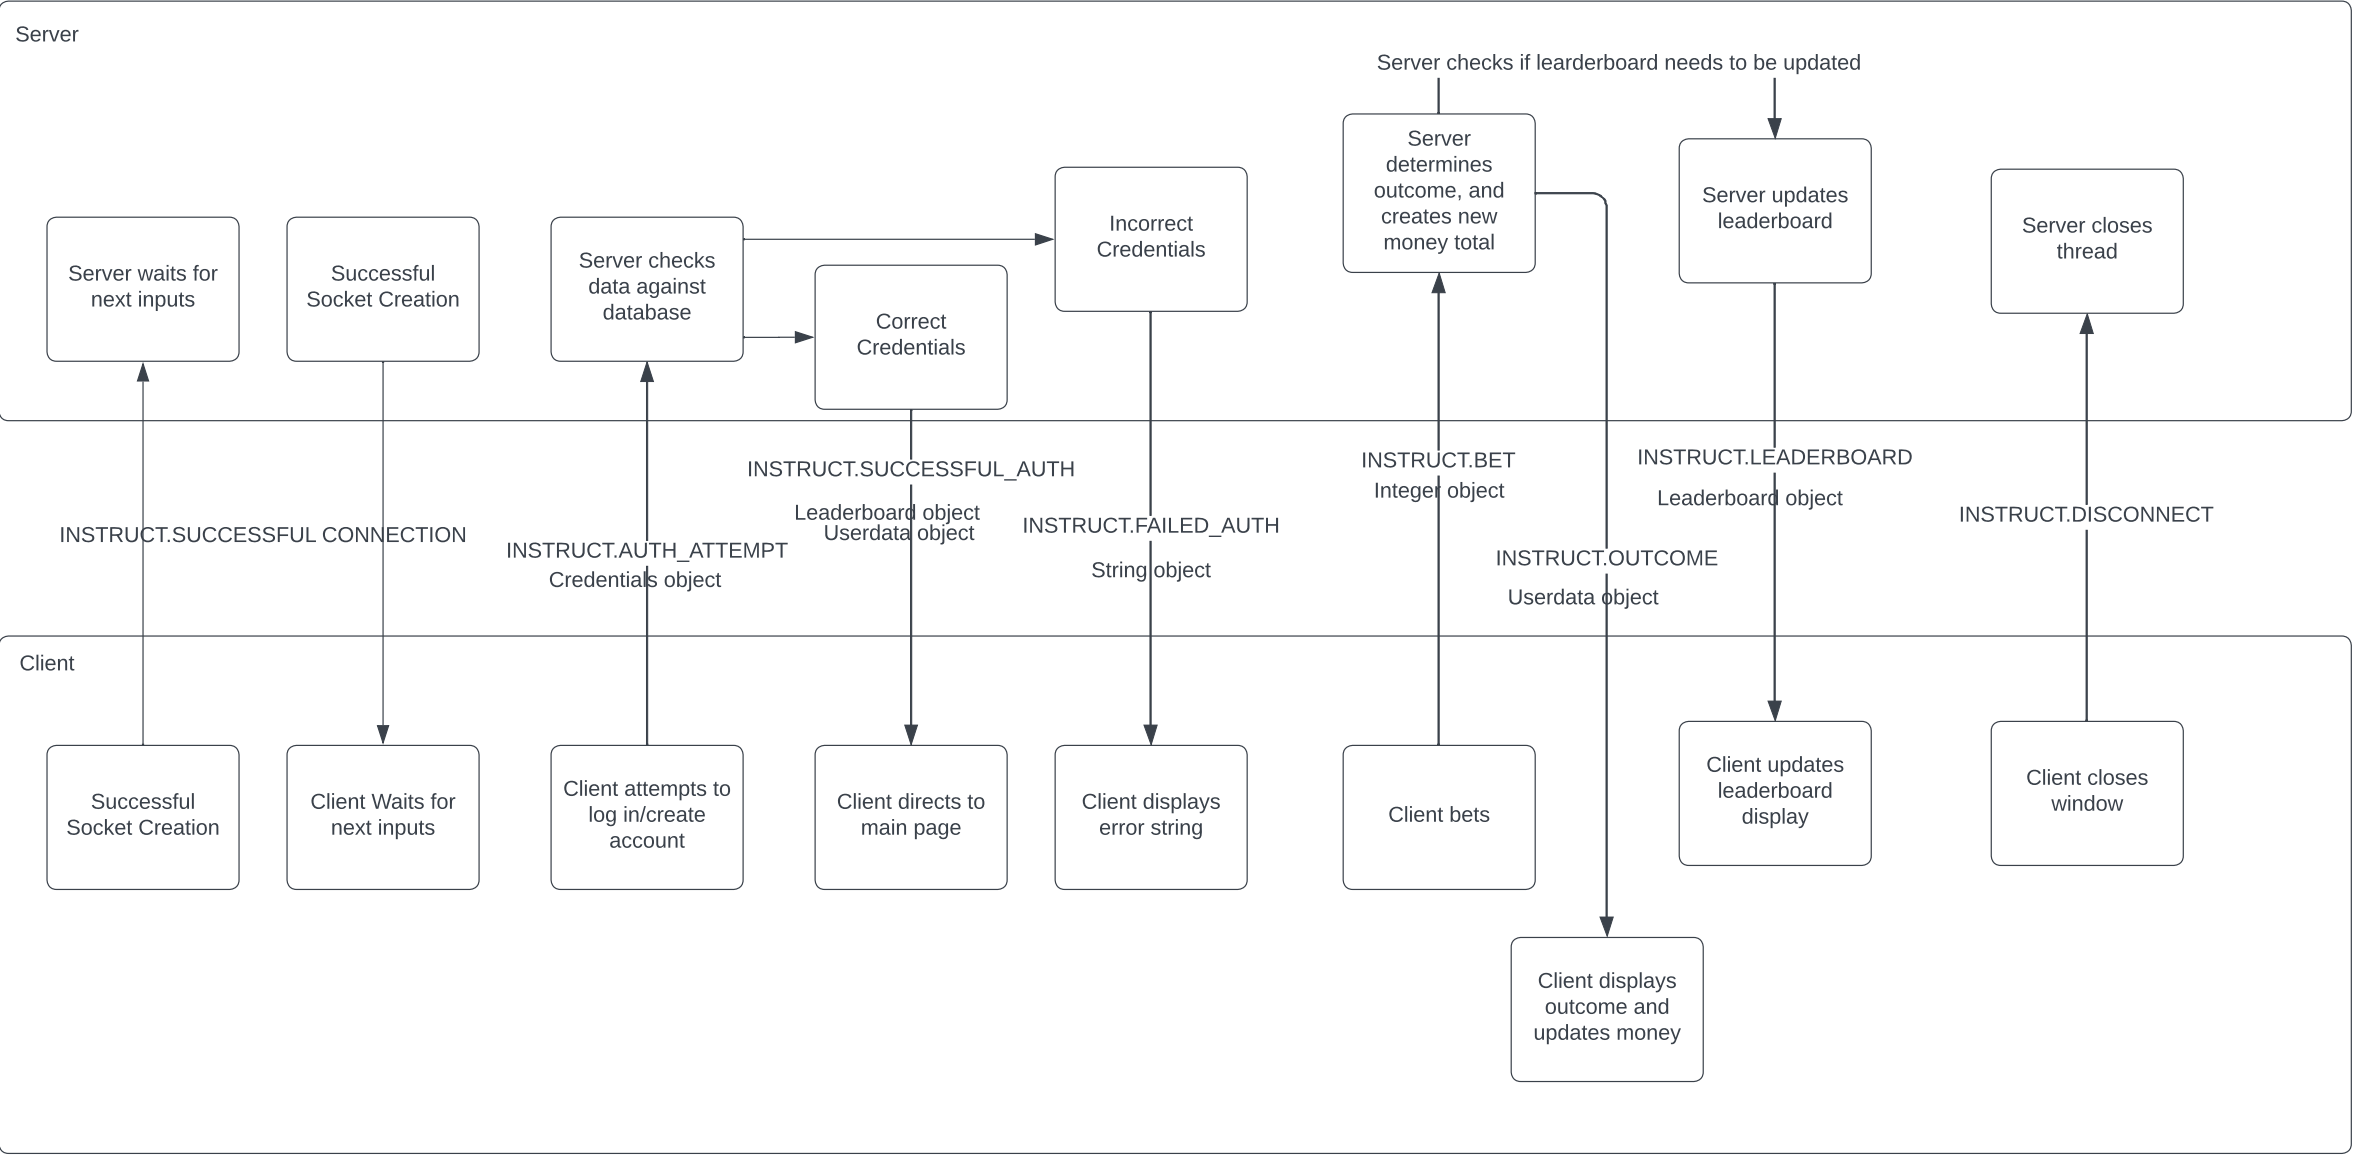 Server
Server checks if learderboard needs to be updated
Server
determines
outcome, and
creates new
money total
Server updates
leaderboard
Server closes
thread
Incorrect
Credentials
Server waits for
next inputs
Successful
Socket Creation
Server checks
data against
database
Correct
Credentials
INSTRUCT.SUCCESSFUL CONNECTION
INSTRUCT.AUTH_ATTEMPT
Credentials object
INSTRUCT.SUCCESSFUL_AUTH
Leaderboard object
Userdata object
INSTRUCT.FAILED_AUTH
String object
INSTRUCT.BET
Integer object
INSTRUCT.OUTCOME
Userdata object
INSTRUCT.LEADERBOARD
Leaderboard object
INSTRUCT.DISCONNECT
Client
Successful
Socket Creation
Client Waits for
next inputs
Client attempts to
log in/create
account
Client directs to
main page
Client displays
error string
Client bets
Client updates
leaderboard
display
Client closes
window
Client displays
outcome and
updates money